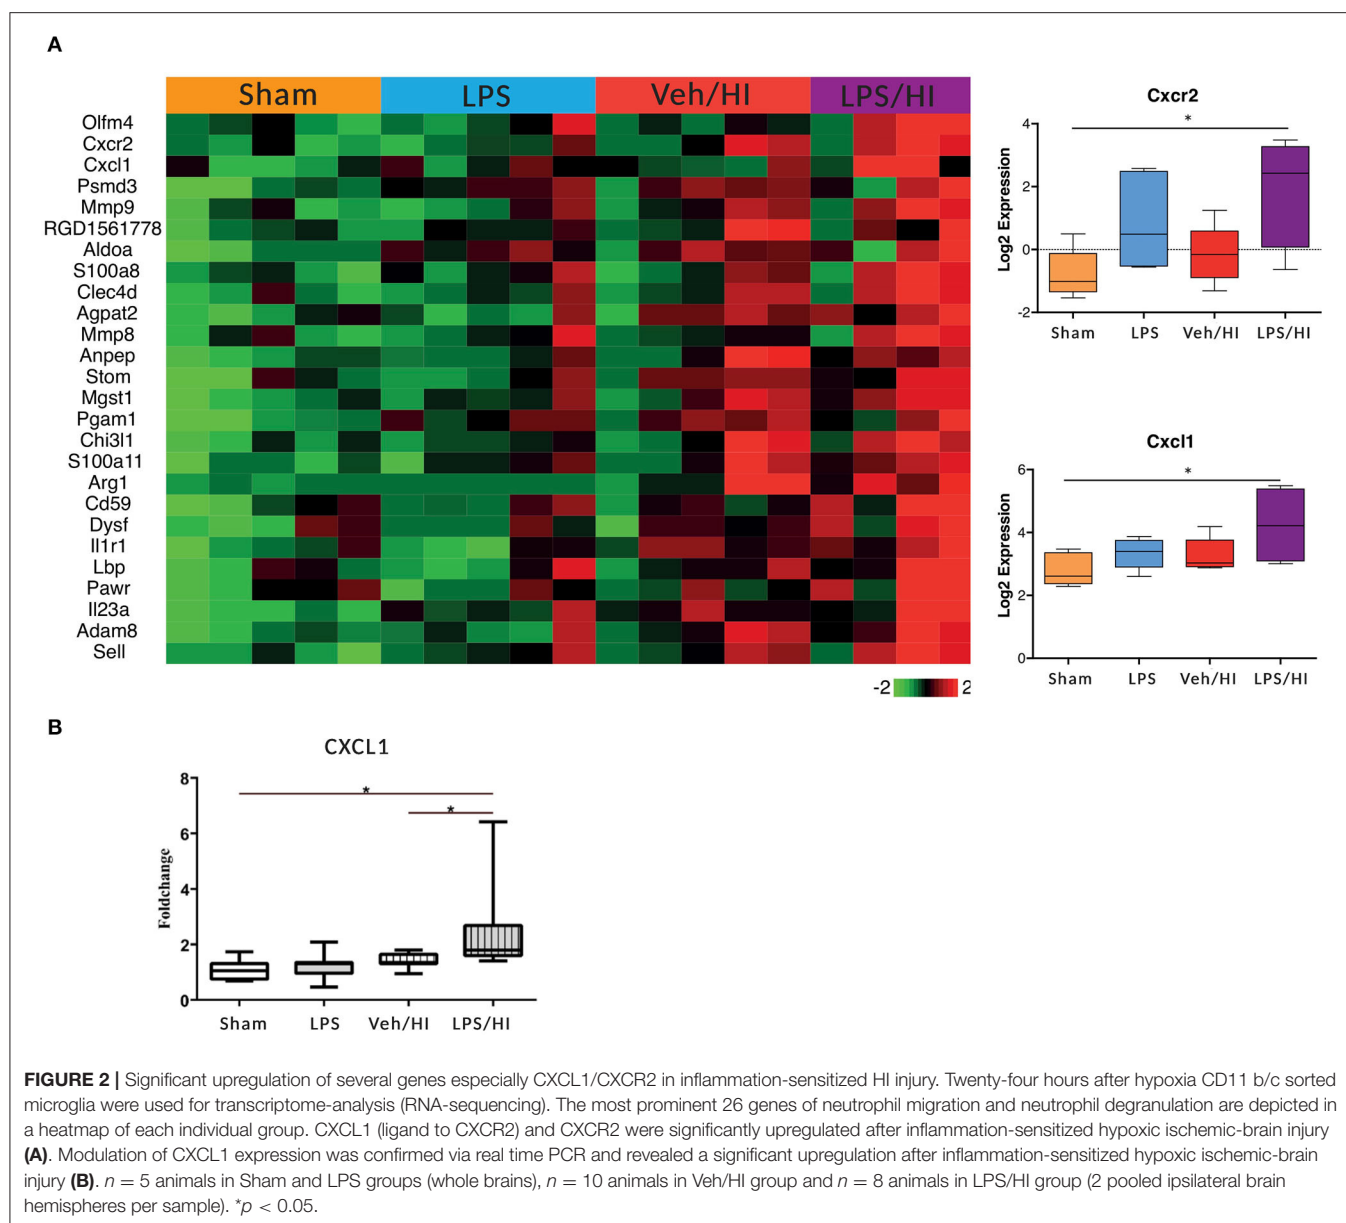 A
Sham LPS Veh/HI LPS/HI
Olfm4
Cxcr2
Cxcl1
Psmd3
Mmp9
RGD1561778
Aldoa
S100a8
Clec4d
Agpat2
Mmp8
Anpep
Stom
Mgst1
Pgam1
Chi3l1
S100a11
Arg1
Cd59
Dysf
Il1r1
Lbp
Pawr
Il23a
Adam8
Sell
-2 2
Cxcr2
*
Log2 Expression
4
2
0
-2
Sham LPS Veh/HI LPS/HI
Cxcl1
*
Log2 Expression
6
4
2
0
Sham LPS Veh/HI LPS/HI
B
CXCL1
*
*
Foldchange
8
6
4
2
0
Sham LPS Veh/HI LPS/HI
FIGURE 2 | Significant upregulation of several genes especially CXCL1/CXCR2 in inflammation-sensitized HI injury. Twenty-four hours after hypoxia CD11 b/c sorted
microglia were used for transcriptome-analysis (RNA-sequencing). The most prominent 26 genes of neutrophil migration and neutrophil degranulation are depicted in
a heatmap of each individual group. CXCL1 (ligand to CXCR2) and CXCR2 were significantly upregulated after inflammation-sensitized hypoxic ischemic-brain injury
(A). Modulation of CXCL1 expression was confirmed via real time PCR and revealed a significant upregulation after inflammation-sensitized hypoxic ischemic-brain
injury (B). n = 5 animals in Sham and LPS groups (whole brains), n = 10 animals in Veh/HI group and n = 8 animals in LPS/HI group (2 pooled ipsilateral brain
hemispheres per sample). *p < 0.05.